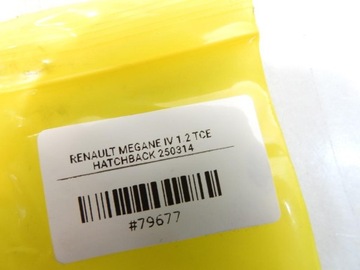 RENAULT MEGANE IV 1.2 TCE
HATCHBACK 250314
#79677